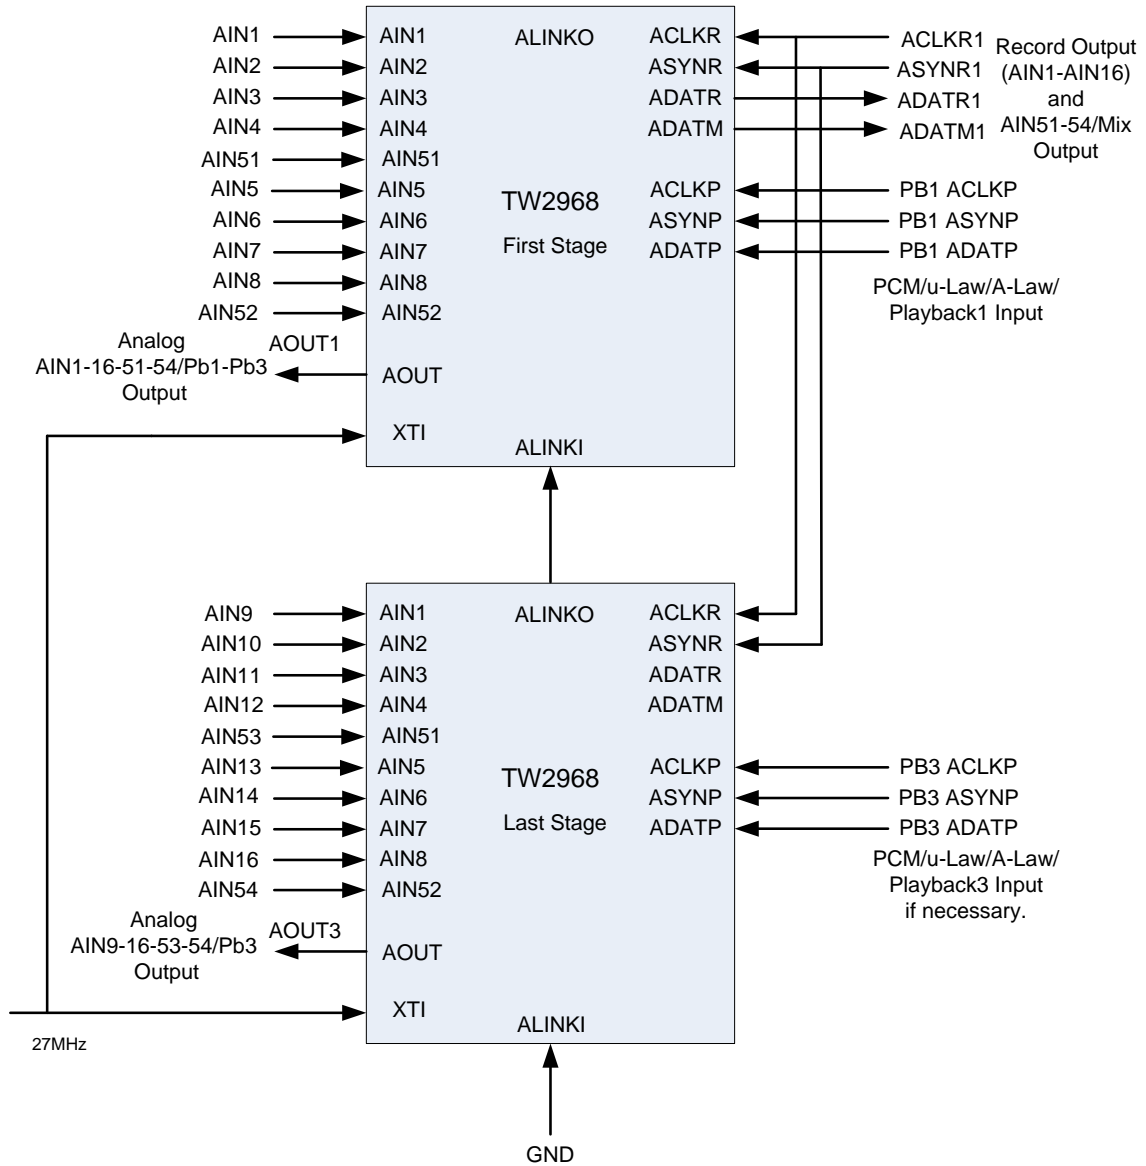 AIN1 AIN1 ALINKO ACLKR ACLKR1
AIN2 AIN2 ASYNR ASYNR1
AIN3 AIN3 ADATR ADATR1
AIN4 AIN4 ADATM ADATM1
Record Output
(AIN1-AIN16)
and
AIN51-54/Mix
Output
AIN51 AIN51
AIN5 AIN5 ACLKP PB1 ACLKP
AIN6 AIN6 TW2968 ASYNP PB1 ASYNP
AIN7 AIN7 First Stage ADATP PB1 ADATP
AIN8 AIN8
AIN52 AIN52
PCM/u-Law/A-Law/
Playback1 Input
Analog
AIN1-16-51-54/Pb1-Pb3
Output
AOUT1
AOUT
XTI
ALINKI
AIN9 AIN1 ALINKO ACLKR
AIN10 AIN2 ASYNR
AIN11 AIN3 ADATR
AIN12 AIN4 ADATM
AIN53 AIN51
AIN13 AIN5 ACLKP PB3 ACLKP
AIN14 AIN6 TW2968 ASYNP PB3 ASYNP
AIN15 AIN7 Last Stage ADATP PB3 ADATP
AIN16 AIN8
AIN54 AIN52
PCM/u-Law/A-Law/
Playback3 Input
if necessary.
Analog
AIN9-16-53-54/Pb3
Output
AOUT3
AOUT
XTI
ALINKI
27MHz
GND